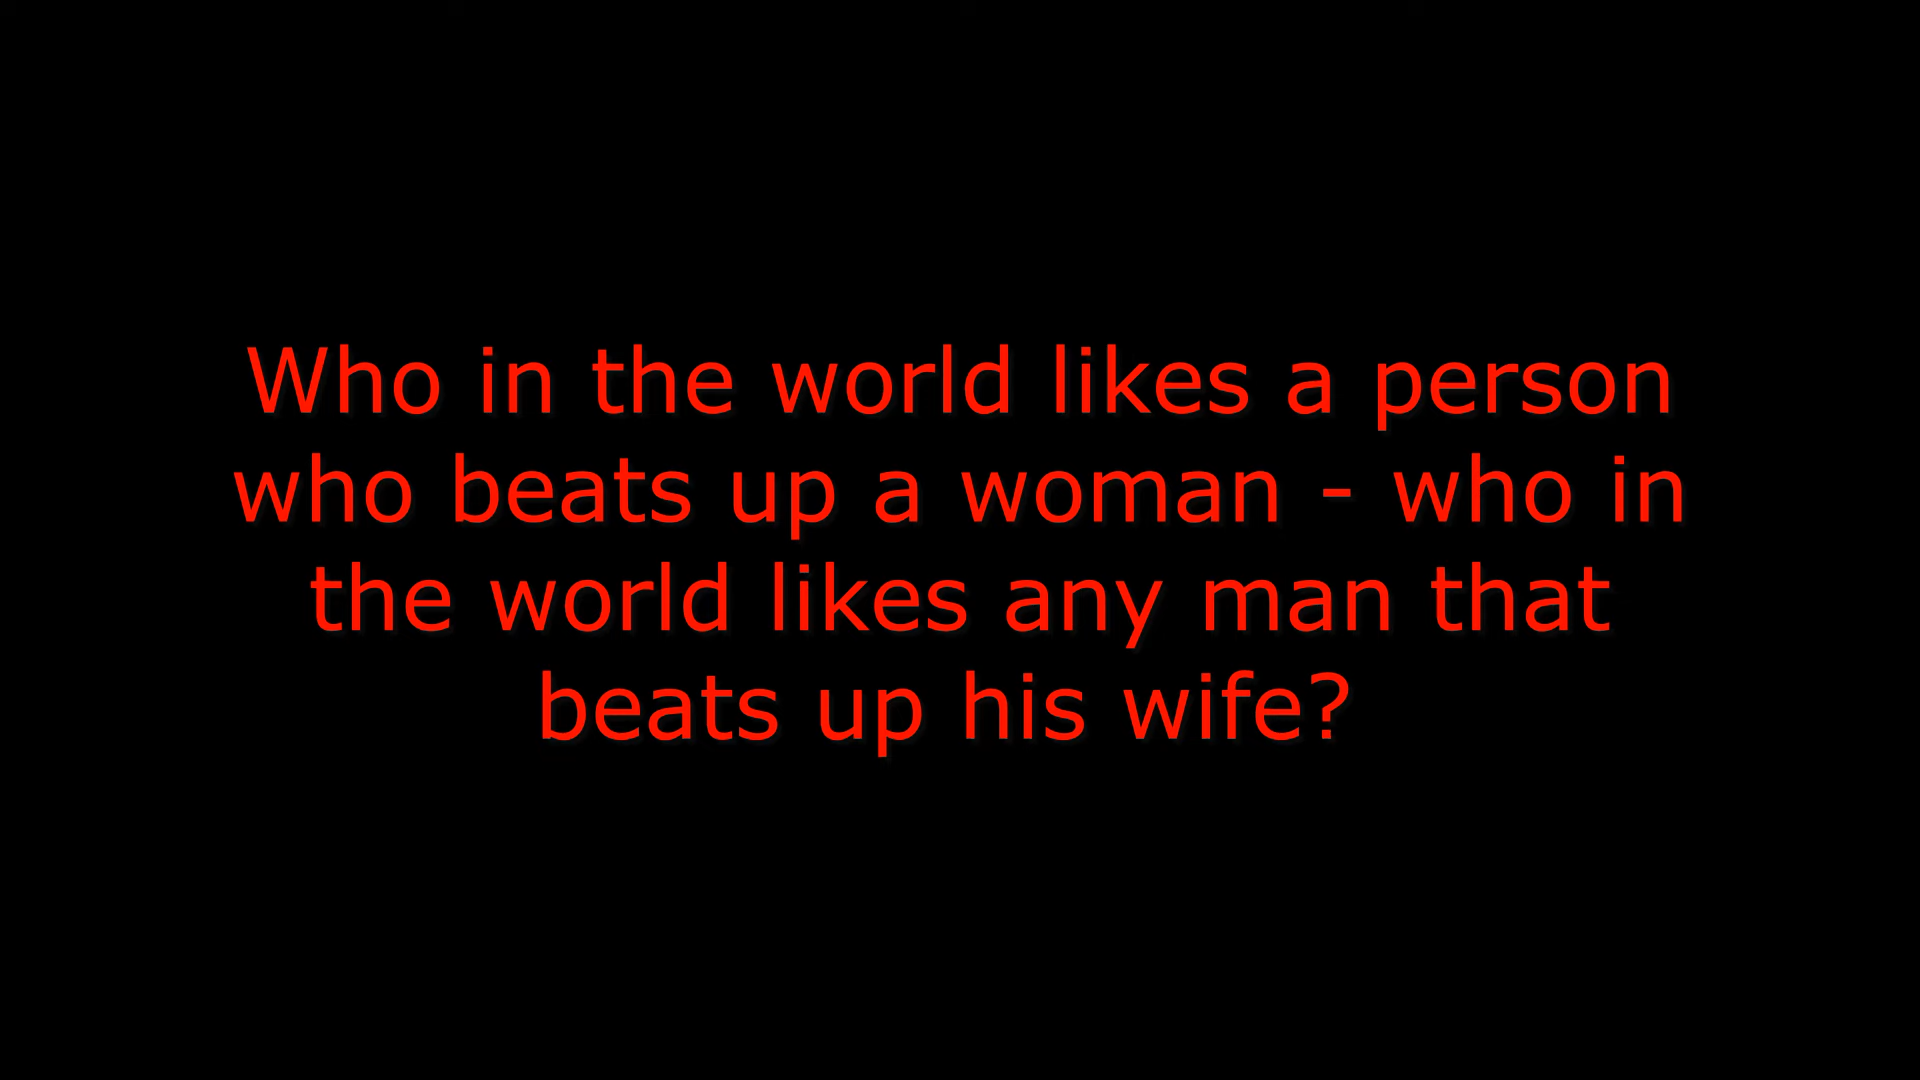 Who in the world likes a person
who beats up a woman - who in
the world likes any man that
beats up his wife?